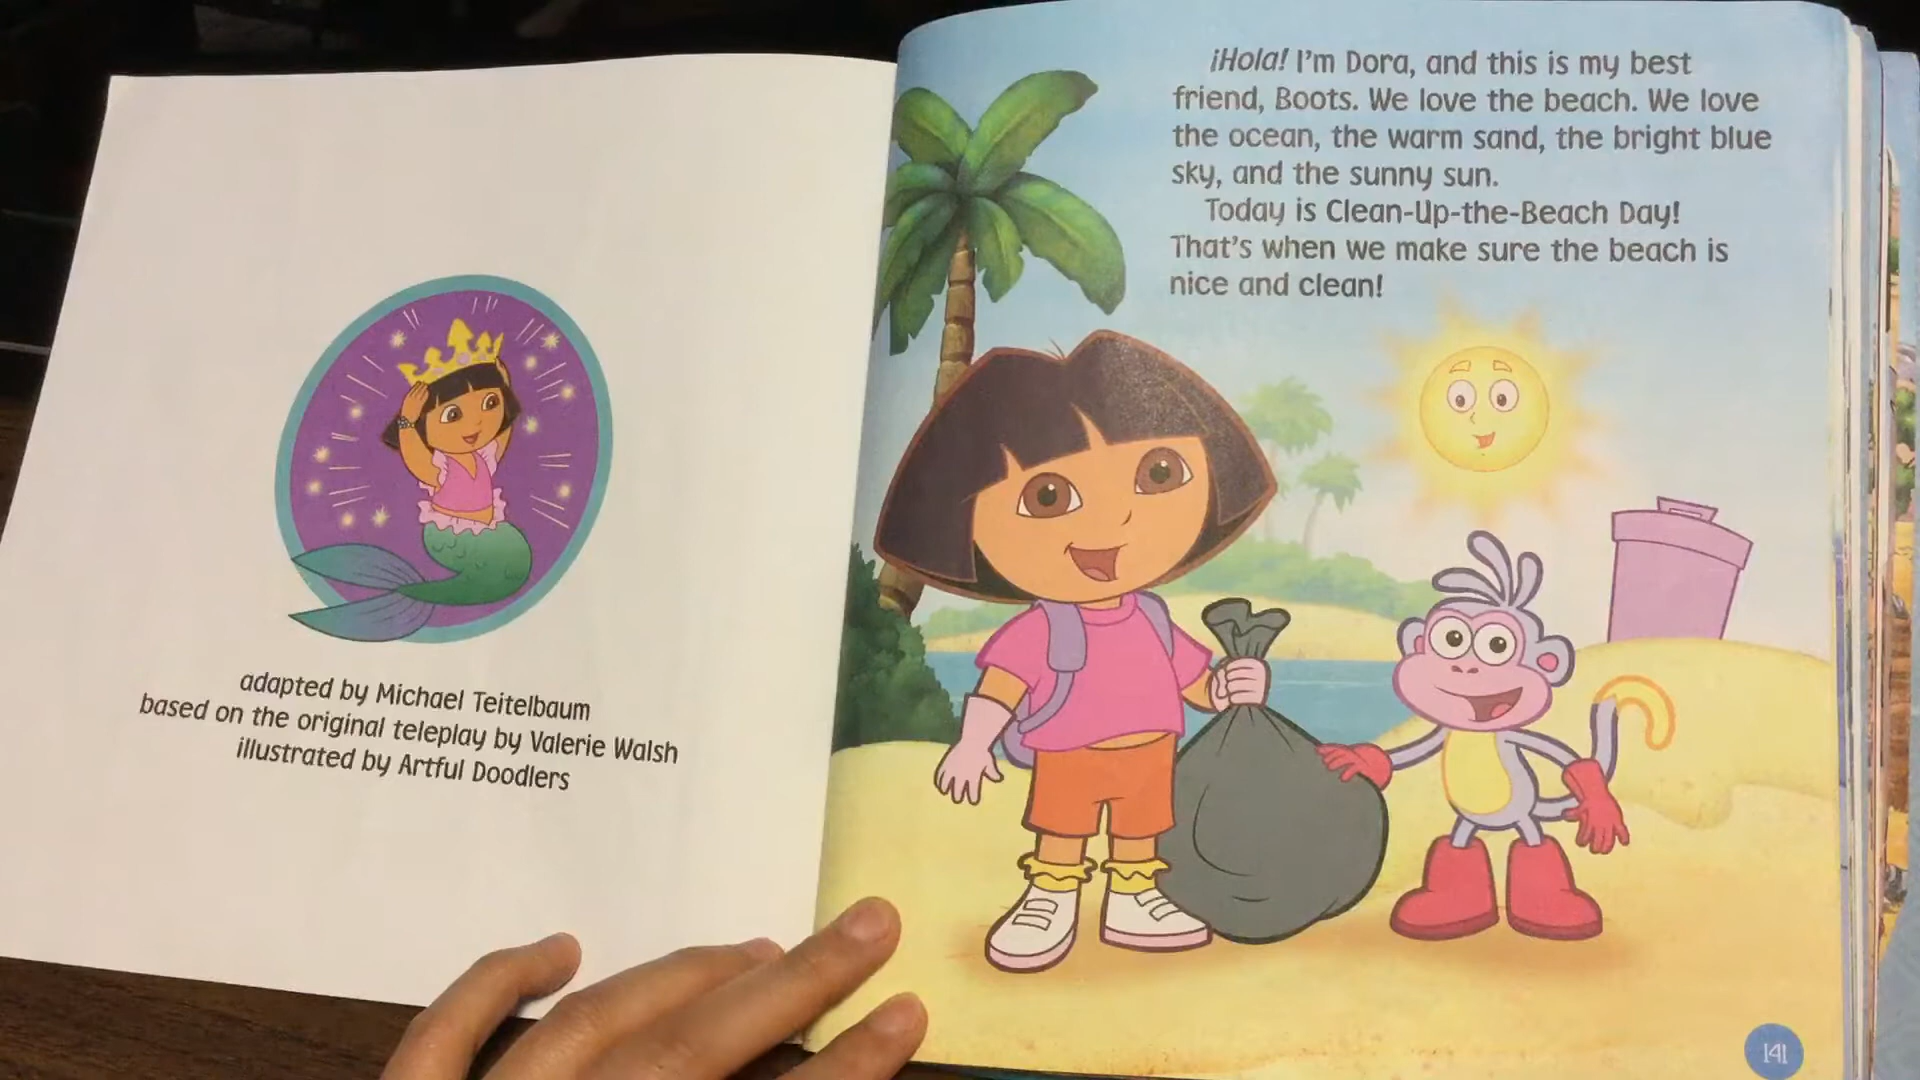 adapted by Michael Teitelbaum
based on the original teleplay by Valerie Walsh
illustrated by Artful Doodlers
¡Hola! I'm Dora, and this is my best
friend, Boots. We love the beach. We love
the ocean, the warm sand, the bright blue
sky, and the sunny sun.
Today is Clean-Up-the-Beach Day!
That's when we make sure the beach is
nice and clean!
141